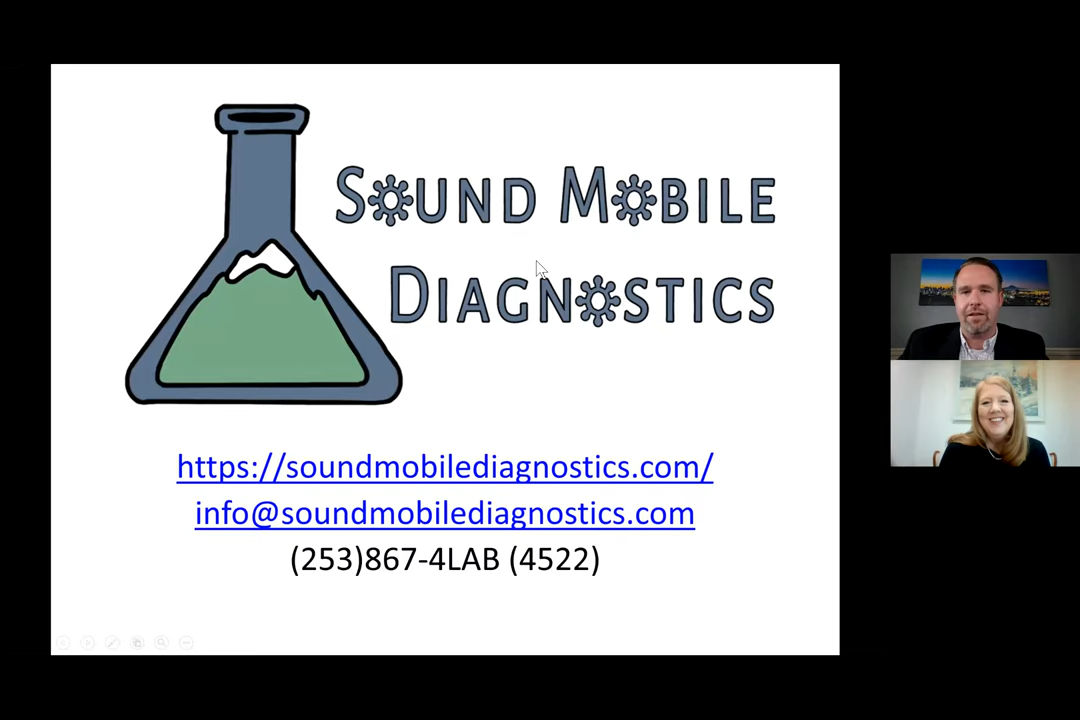 SOUND MOBILE
DIAGNOSTICS
https://soundmobilediagnostics.com/
info@soundmobilediagnostics.com
(253)867-4LAB (4522)